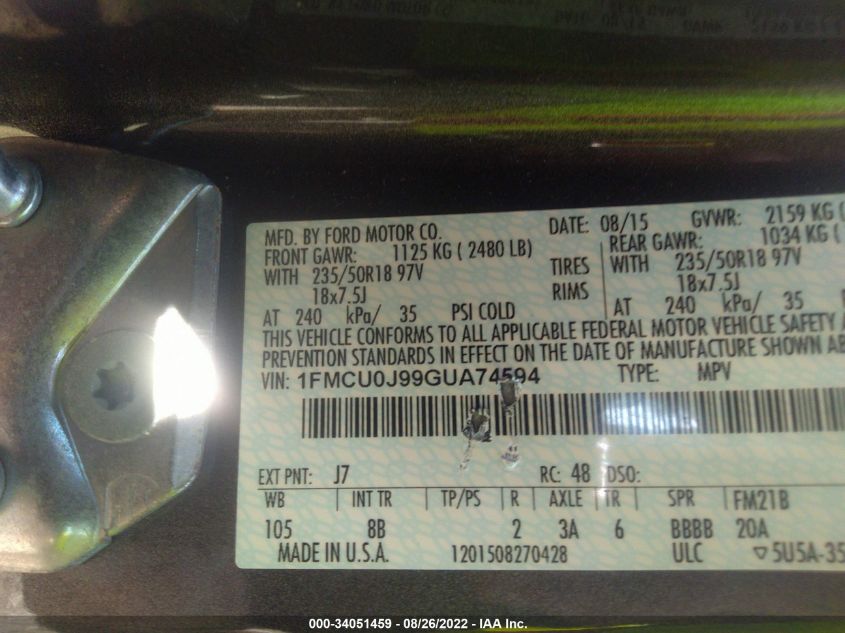 MFD. BY FORD MOTOR CO. DATE: 08/15 GVWR: 2159 KG (
FRONT GAWR: 1125 KG ( 2480 LB) REAR GAWR: 1034 KG (
WITH 235/50R18 97V TIRES WITH 235/50R18 97V
18x7.5J RIMS 18x7.5J
AT 240 kPa/ 35 PSI COLD AT 240 kPa/ 35
THIS VEHICLE CONFORMS TO ALL APPLICABLE FEDERAL MOTOR VEHICLE SAFETY A
PREVENTION STANDARDS IN EFFECT ON THE DATE OF MANUFACTURE SHOWN AB
VIN: 1FMCU0J99GUA74594 TYPE: MPV
EXT PNT: J7 RC: 48 DSO:
WB INT TR TP/PS R AXLE TR SPR FM21B
105 8B 2 3A 6 BBBB 20A
MADE IN U.S.A. 1201508270428 ULC ▽5U5A-35
000-34051459 - 08/26/2022 - IAA Inc.